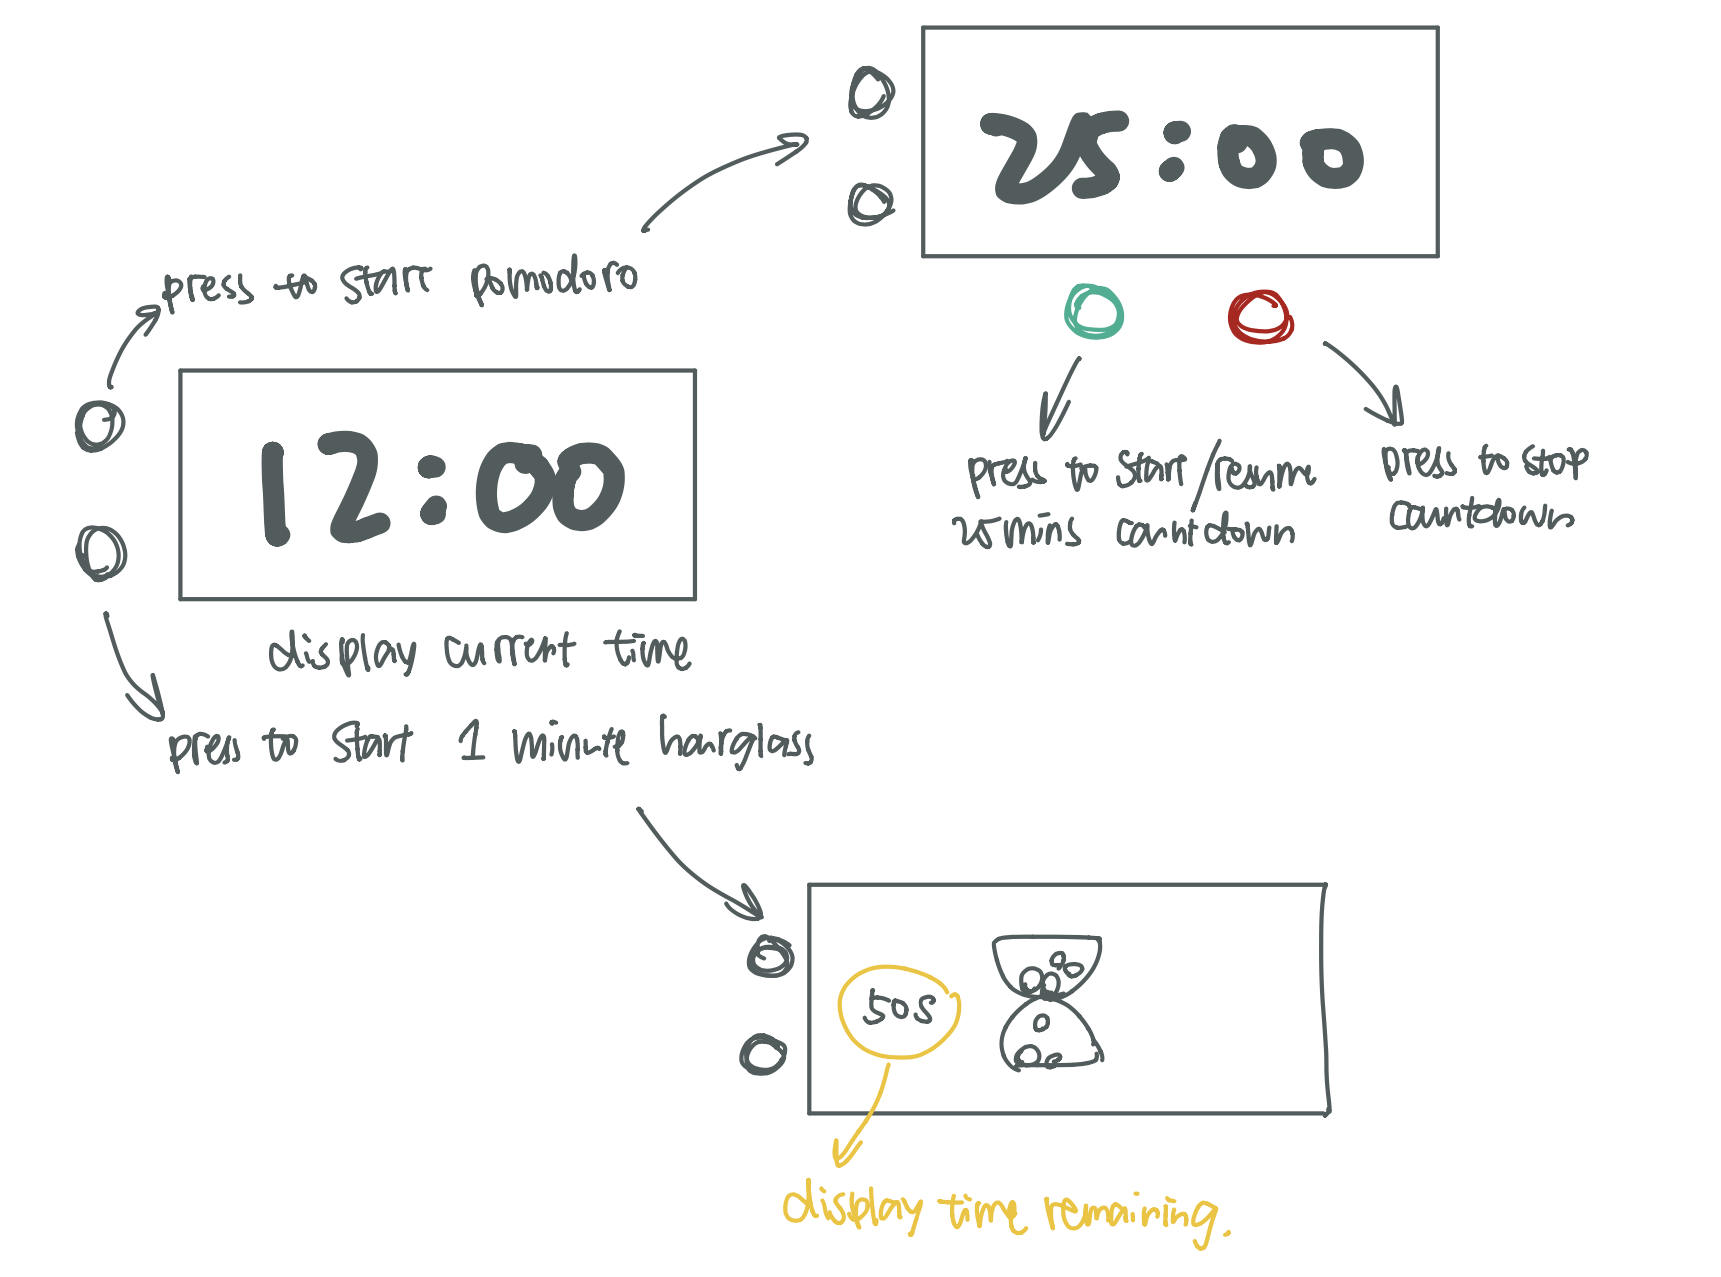 25:00
press to start pomodoro
press to start/resume
25mins countdown
press to stop
countdown
12:00
display current time
press to start 1 minute hourglass
50s
display time remaining.